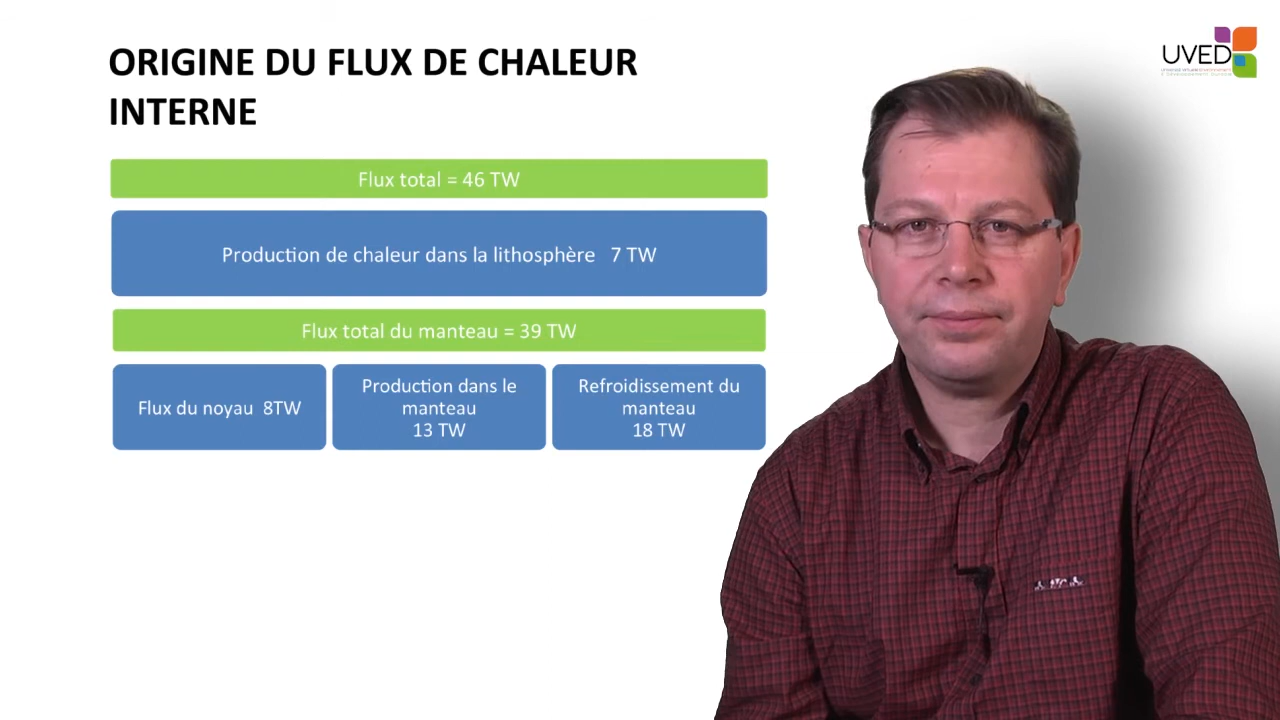 ORIGINE DU FLUX DE CHALEUR
INTERNE
UVED
Flux total = 46 TW
Production de chaleur dans la lithosphère 7 TW
Flux total du manteau = 39 TW
Flux du noyau 8TW
Production dans le
manteau
13 TW
Refroidissement du
manteau
18 TW